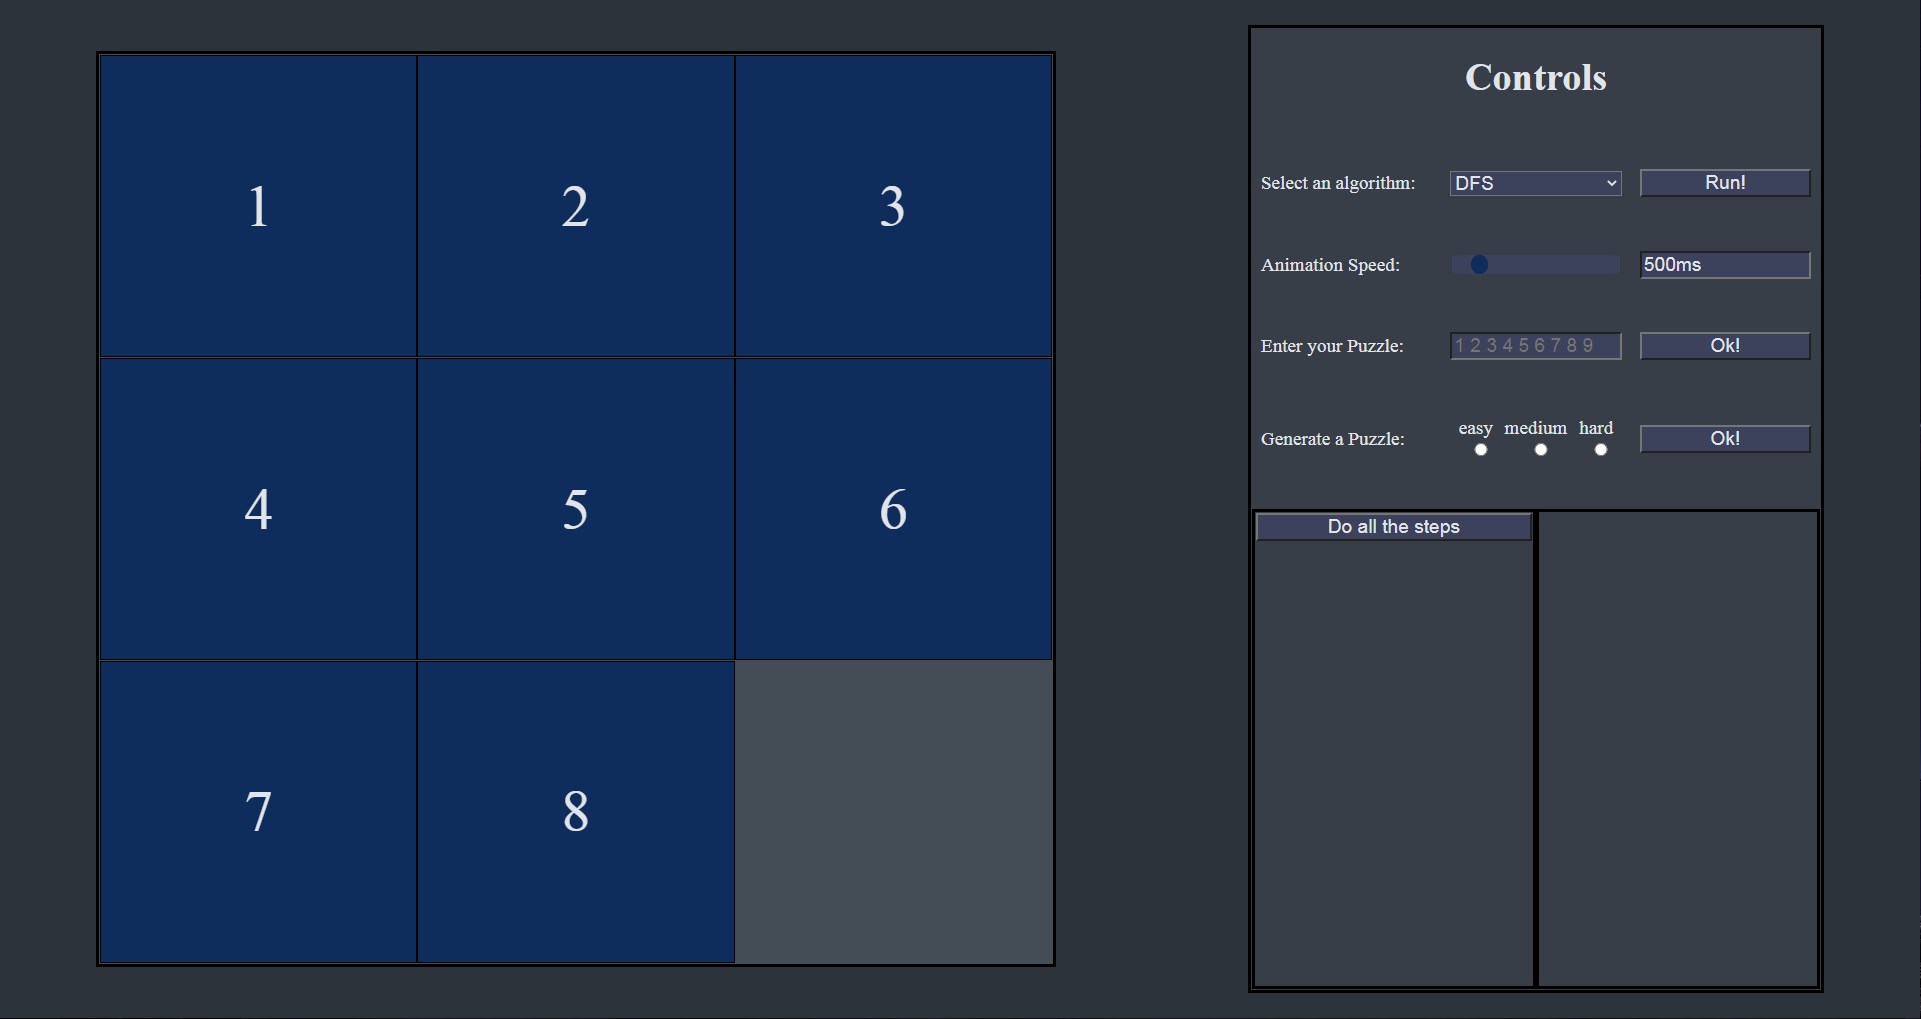 1 2 3
4 5 6
7 8
Controls
Select an algorithm: DFS Run!
Animation Speed: 500ms
Enter your Puzzle: 1 2 3 4 5 6 7 8 9 Ok!
easy medium hard
Generate a Puzzle: Ok!
Do all the steps